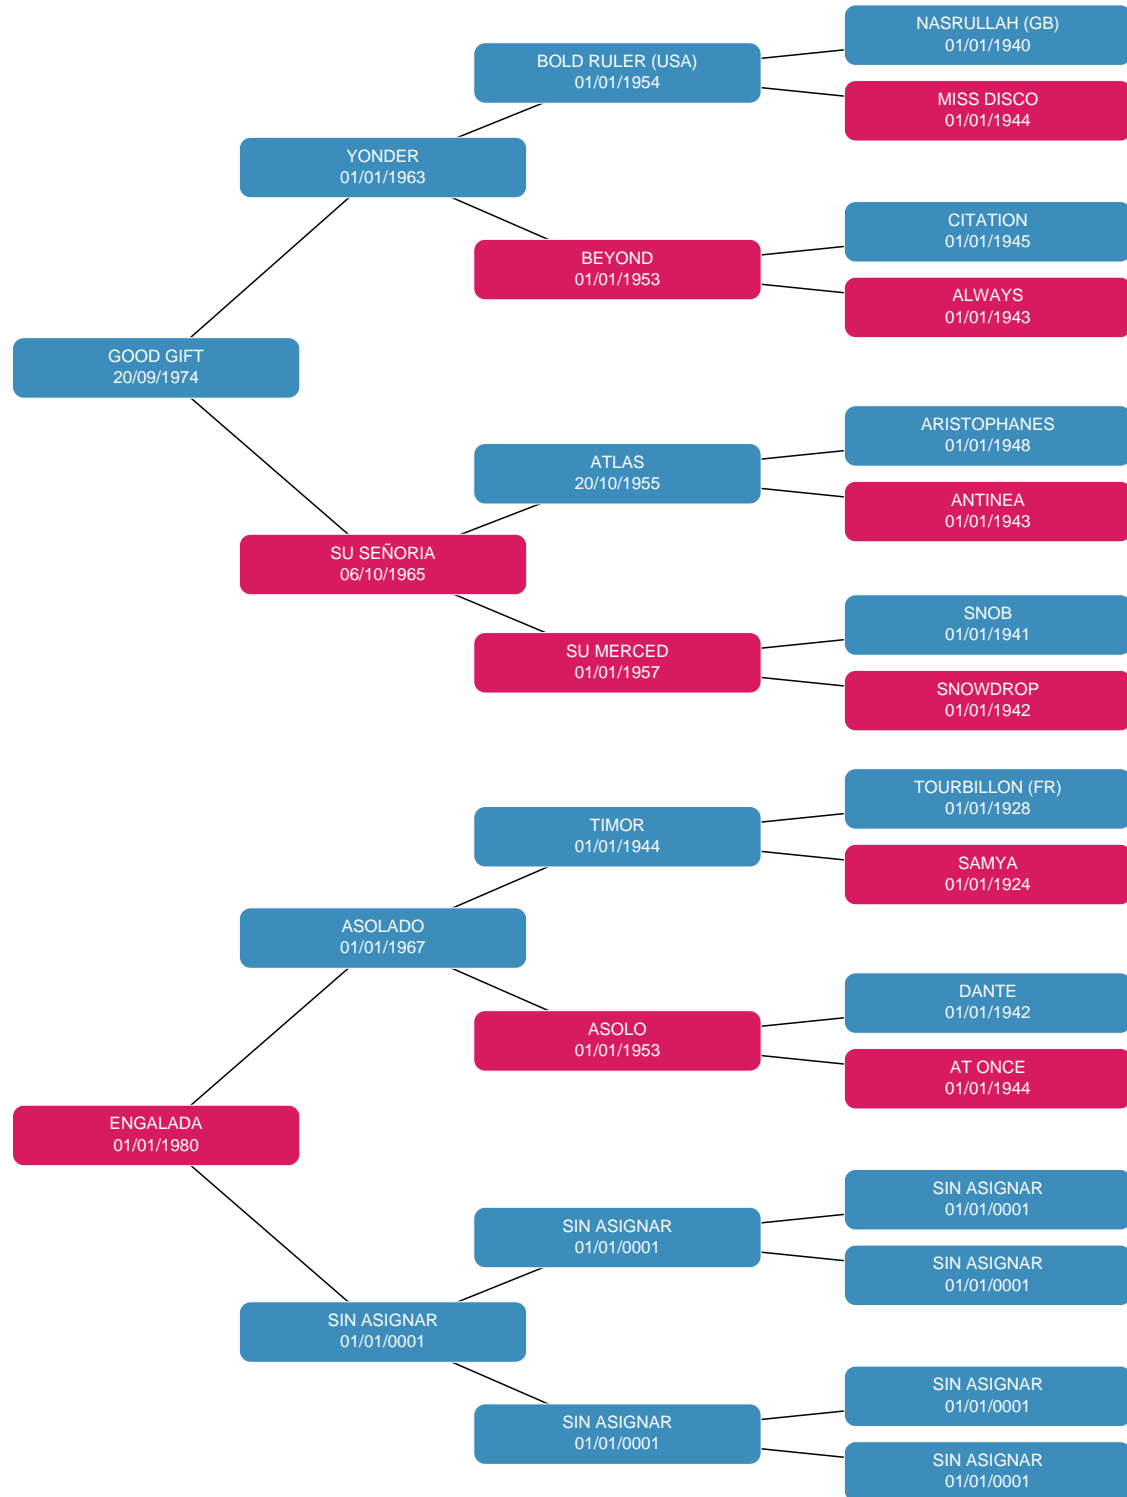 NASRULLAH (GB)
01/01/1940
BOLD RULER (USA)
01/01/1954
MISS DISCO
01/01/1944
YONDER
01/01/1963
CITATION
01/01/1945
BEYOND
01/01/1953
ALWAYS
01/01/1943
GOOD GIFT
20/09/1974
ARISTOPHANES
01/01/1948
ATLAS
20/10/1955
ANTINEA
01/01/1943
SU SEÑORIA
06/10/1965
SNOB
01/01/1941
SU MERCED
01/01/1957
SNOWDROP
01/01/1942
TOURBILLON (FR)
01/01/1928
TIMOR
01/01/1944
SAMYA
01/01/1924
ASOLADO
01/01/1967
DANTE
01/01/1942
ASOLO
01/01/1953
AT ONCE
01/01/1944
ENGALADA
01/01/1980
SIN ASIGNAR
01/01/0001
SIN ASIGNAR
01/01/0001
SIN ASIGNAR
01/01/0001
SIN ASIGNAR
01/01/0001
SIN ASIGNAR
01/01/0001
SIN ASIGNAR
01/01/0001
SIN ASIGNAR
01/01/0001